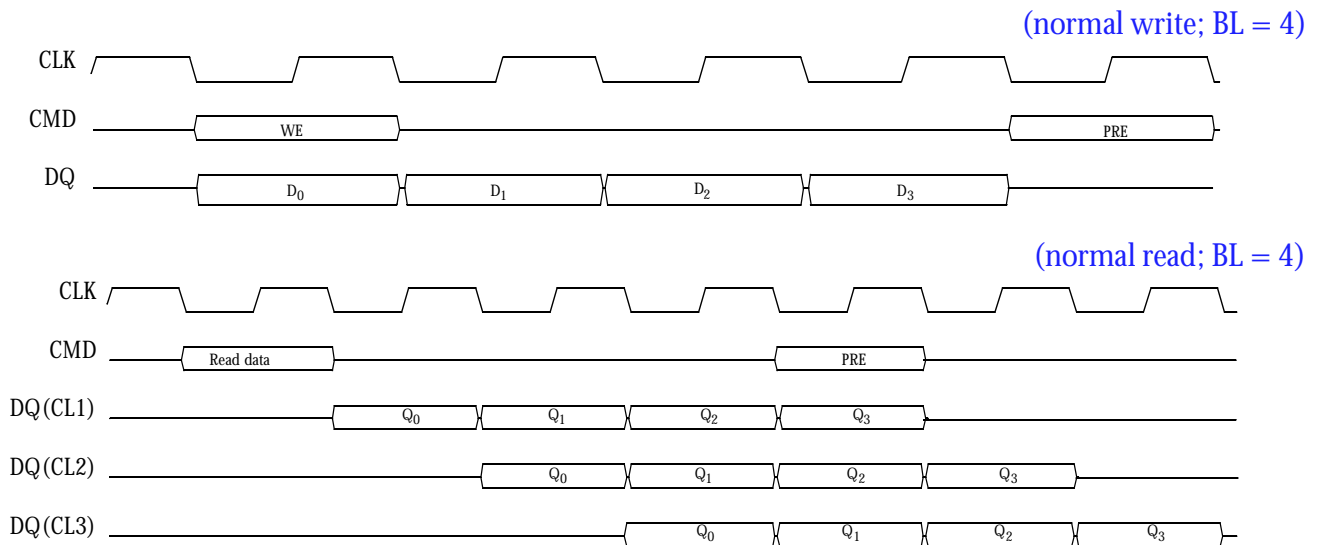 (normal write; BL = 4)
CLK
CMD WE PRE
DQ D0 D1 D2 D3
(normal read; BL = 4)
CLK
CMD Read data PRE
DQ(CL1) Q0 Q1 Q2 Q3
DQ(CL2) Q0 Q1 Q2 Q3
DQ(CL3) Q0 Q1 Q2 Q3